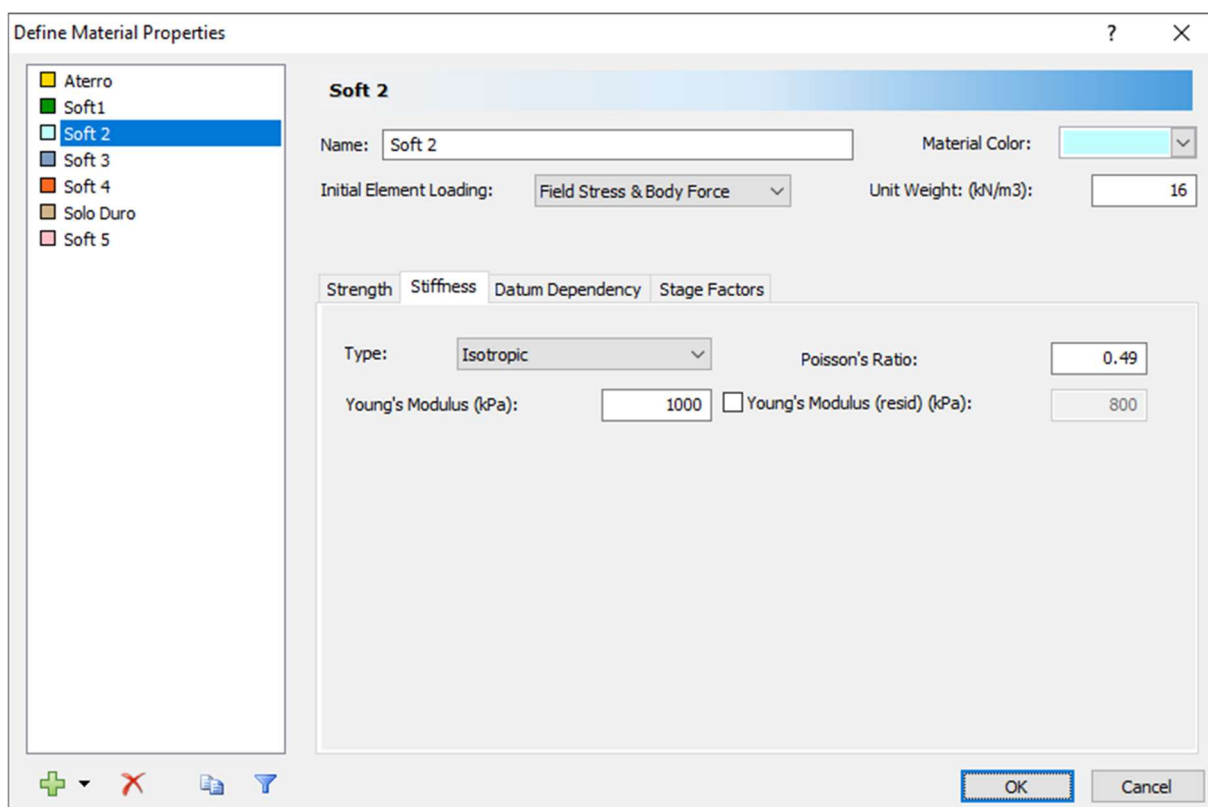 Define Material Properties
?
Aterro
Soft1
Soft 2
Soft 3
Soft 4
Solo Duro
Soft 5
Soft 2
Name: Soft 2 Material Color:
Initial Element Loading: Field Stress & Body Force Unit Weight: (kN/m3): 16
Strength Stiffness Datum Dependency Stage Factors
Type: Isotropic Poisson's Ratio: 0.49
Young's Modulus (kPa): 1000 Young's Modulus (resid) (kPa): 800
OK Cancel